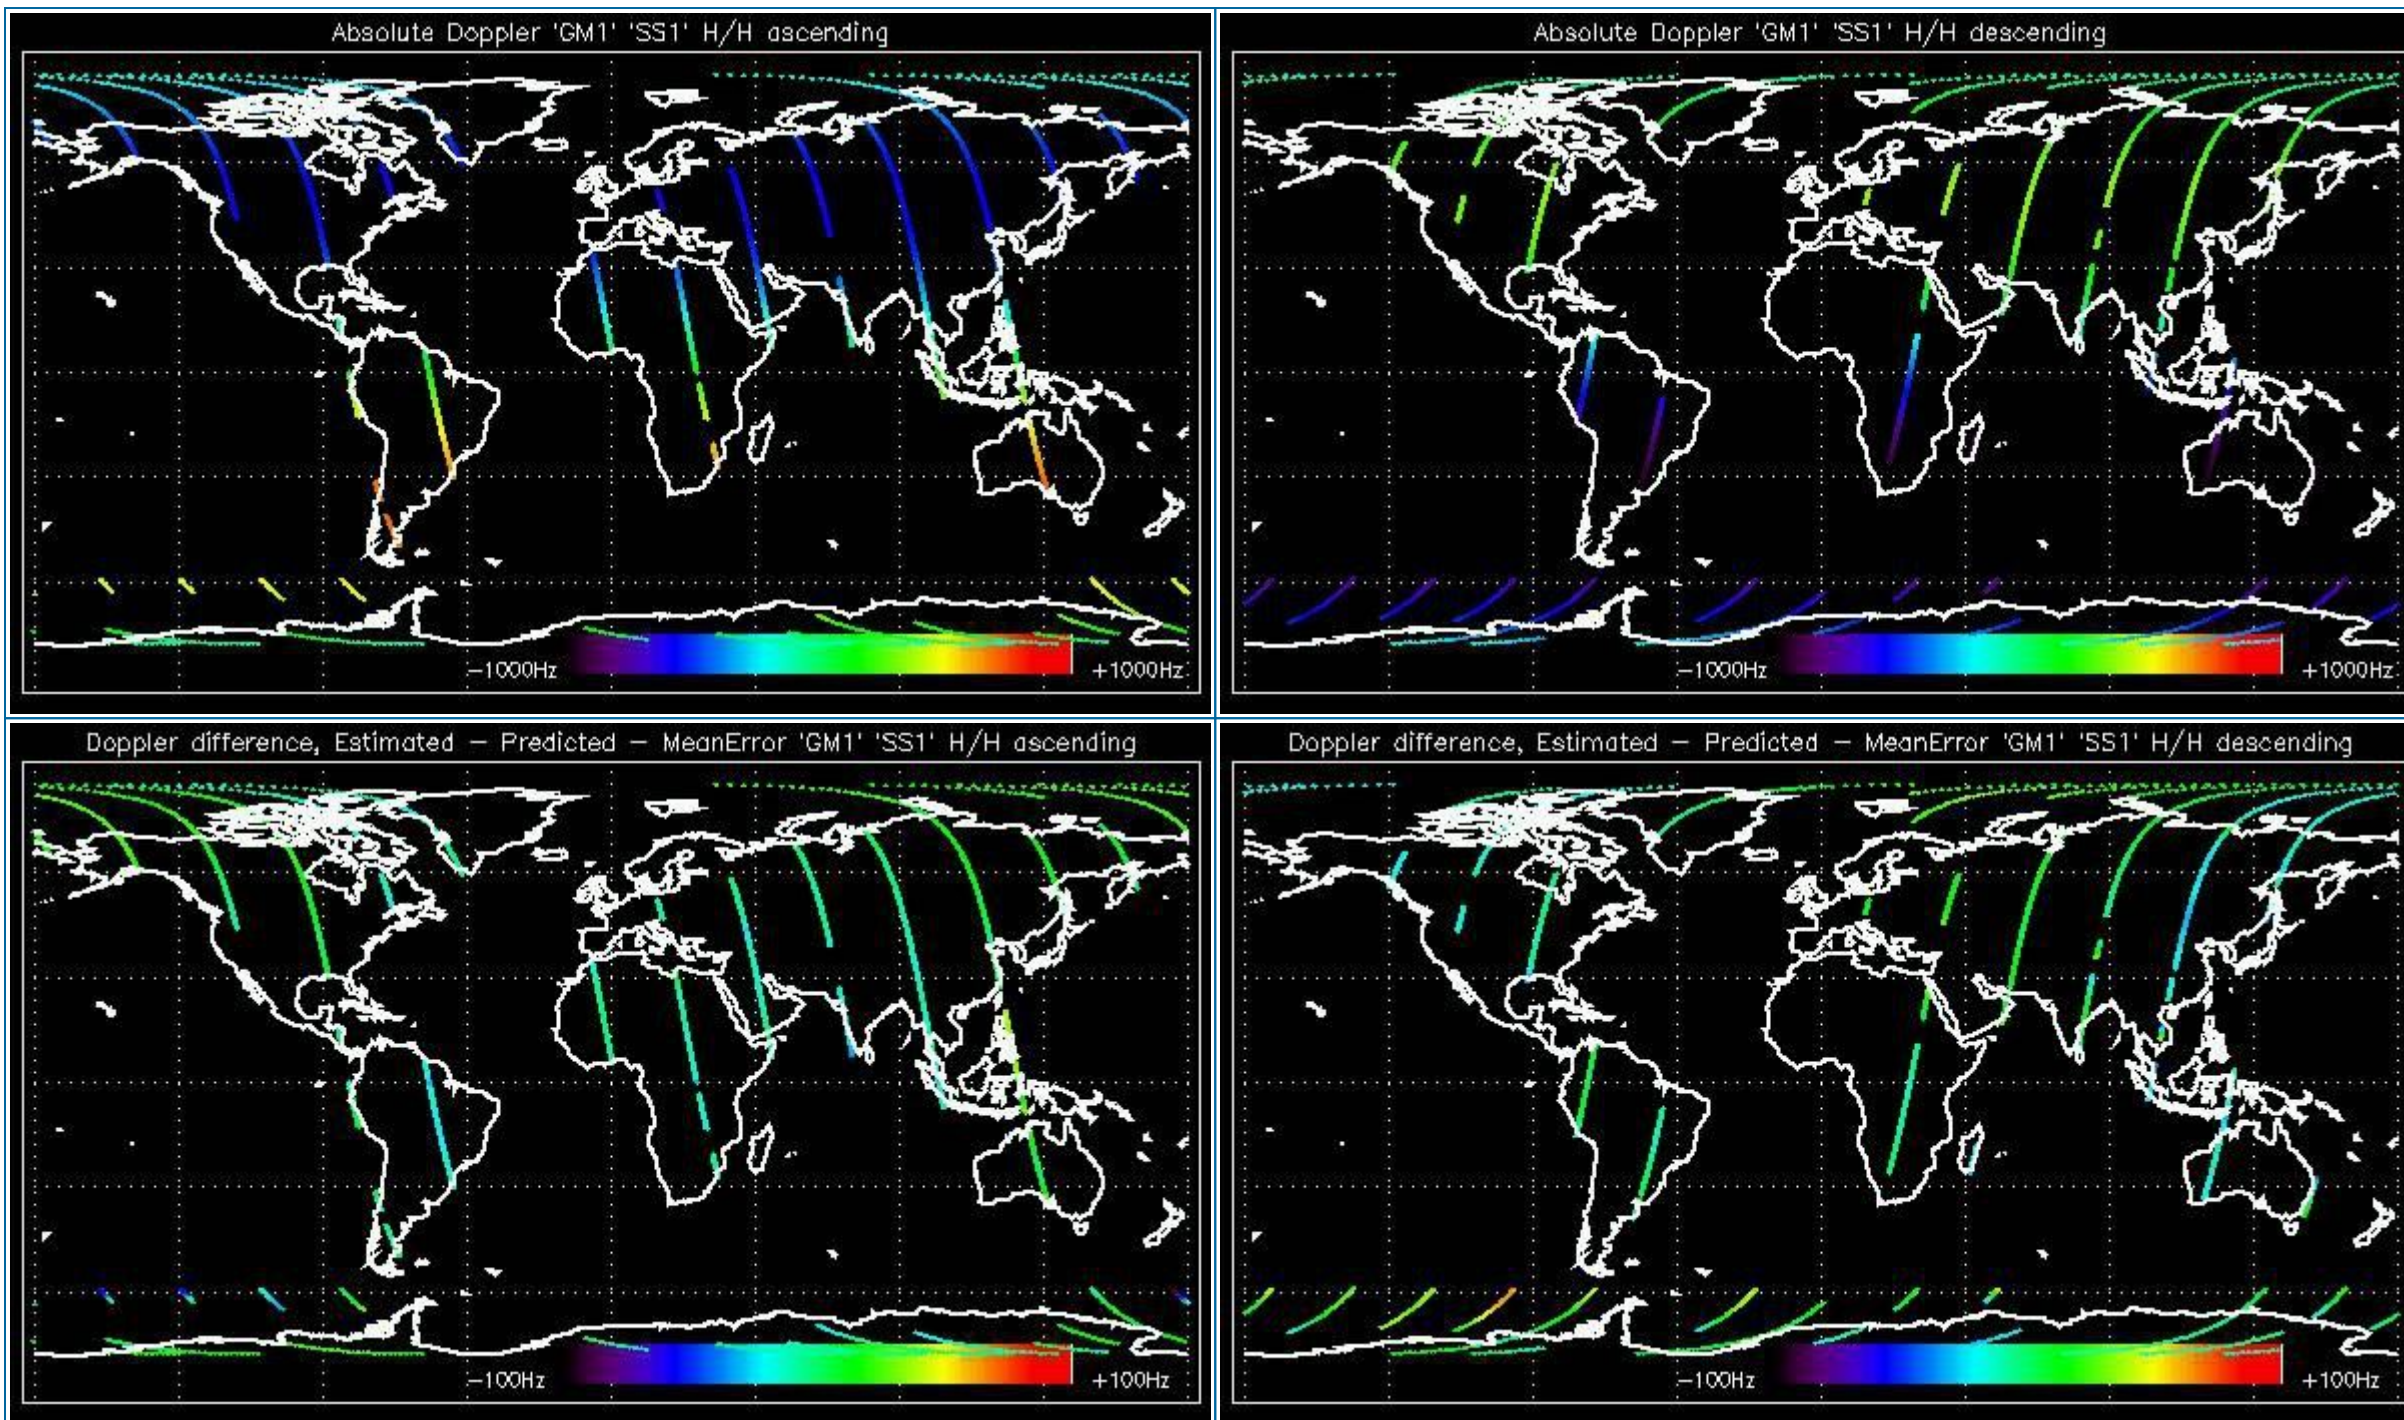 Absolute Doppler 'GM1' 'SS1' H/H ascending
-1000Hz
+1000Hz
Absolute Doppler 'GM1' 'SS1' H/H descending
-1000Hz
+1000Hz
Doppler difference, Estimated - Predicted - MeanError 'GM1' 'SS1' H/H ascending
-100Hz
+100Hz
Doppler difference, Estimated - Predicted - MeanError 'GM1' 'SS1' H/H descending
-100Hz
+100Hz